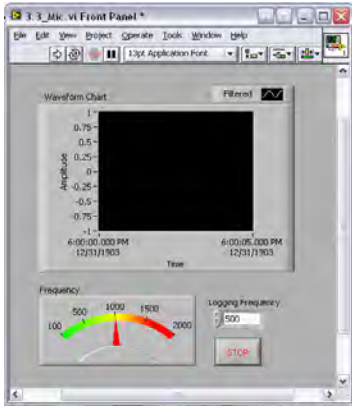 3.3_Mic.vi Front Panel *
File Edit View Project Operate Tools Window Help
13pt Application Font
Waveform Chart
Filtered
1
0.75
0.5
0.25
0
-0.25
-0.5
-0.75
-1
Amplitude
6:00:00.000 PM
12/31/1903
6:00:05.000 PM
12/31/1903
Time
Frequency
100 500 1000 1500 2000
Logging Frequency
500
STOP